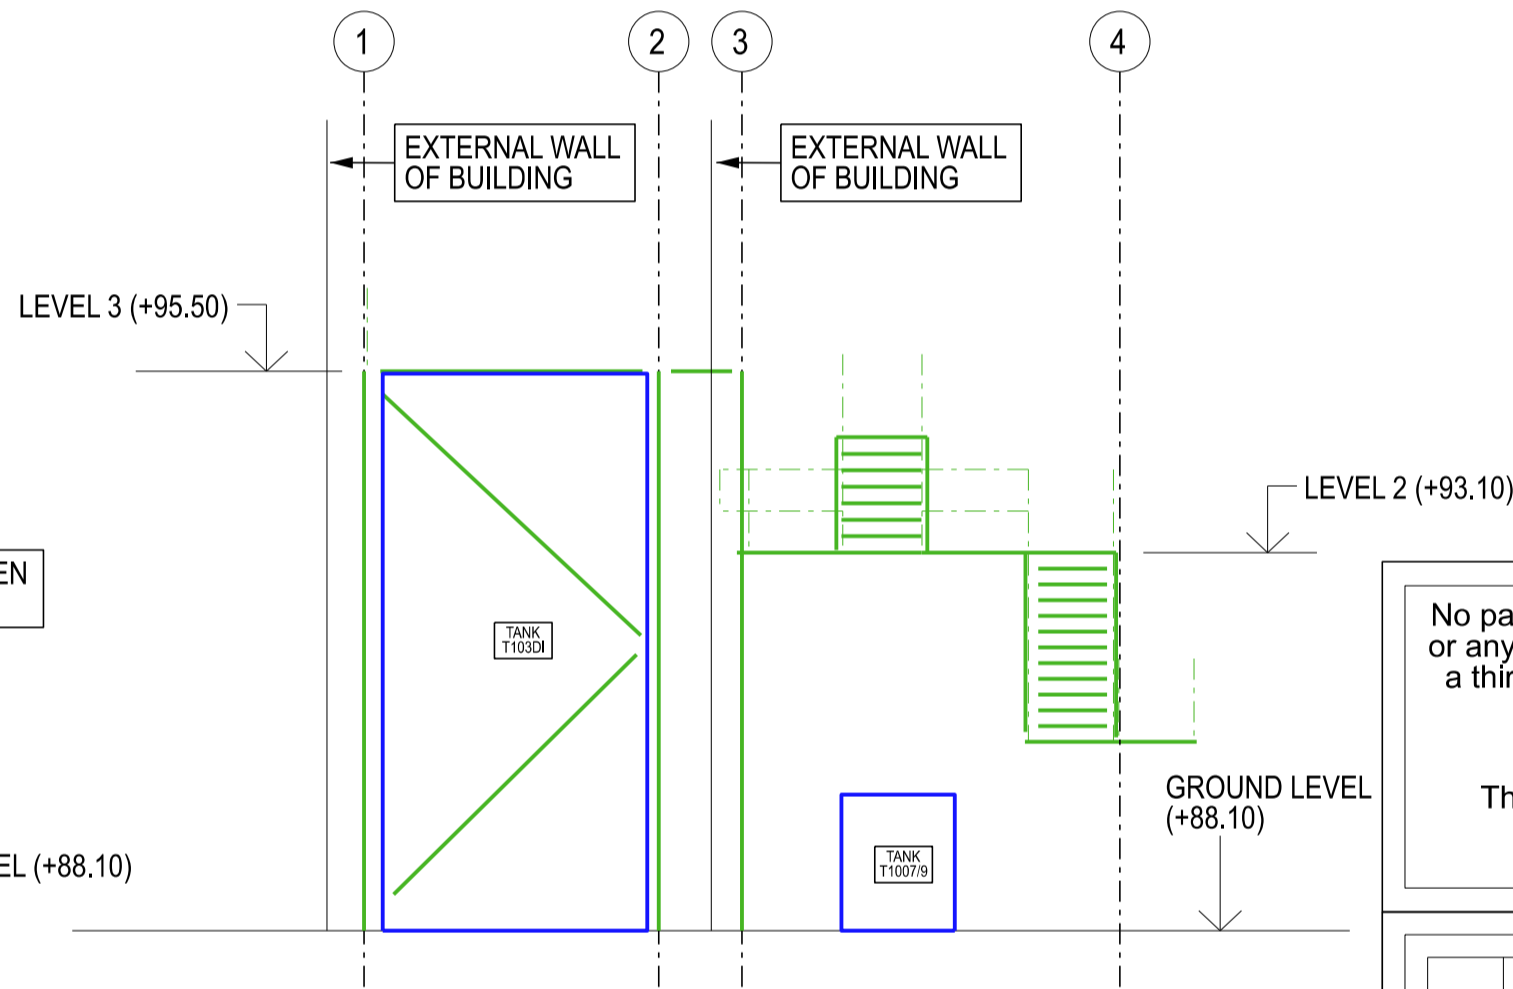 1
2
3
4
EXTERNAL WALL
OF BUILDING
EXTERNAL WALL
OF BUILDING
LEVEL 3 (+95.50)
LEVEL 2 (+93.10)
EN
TANK
T103DI
No pa
or any
a thir
Th
GROUND LEVEL
(+88.10)
TANK
T1007/9
EL (+88.10)